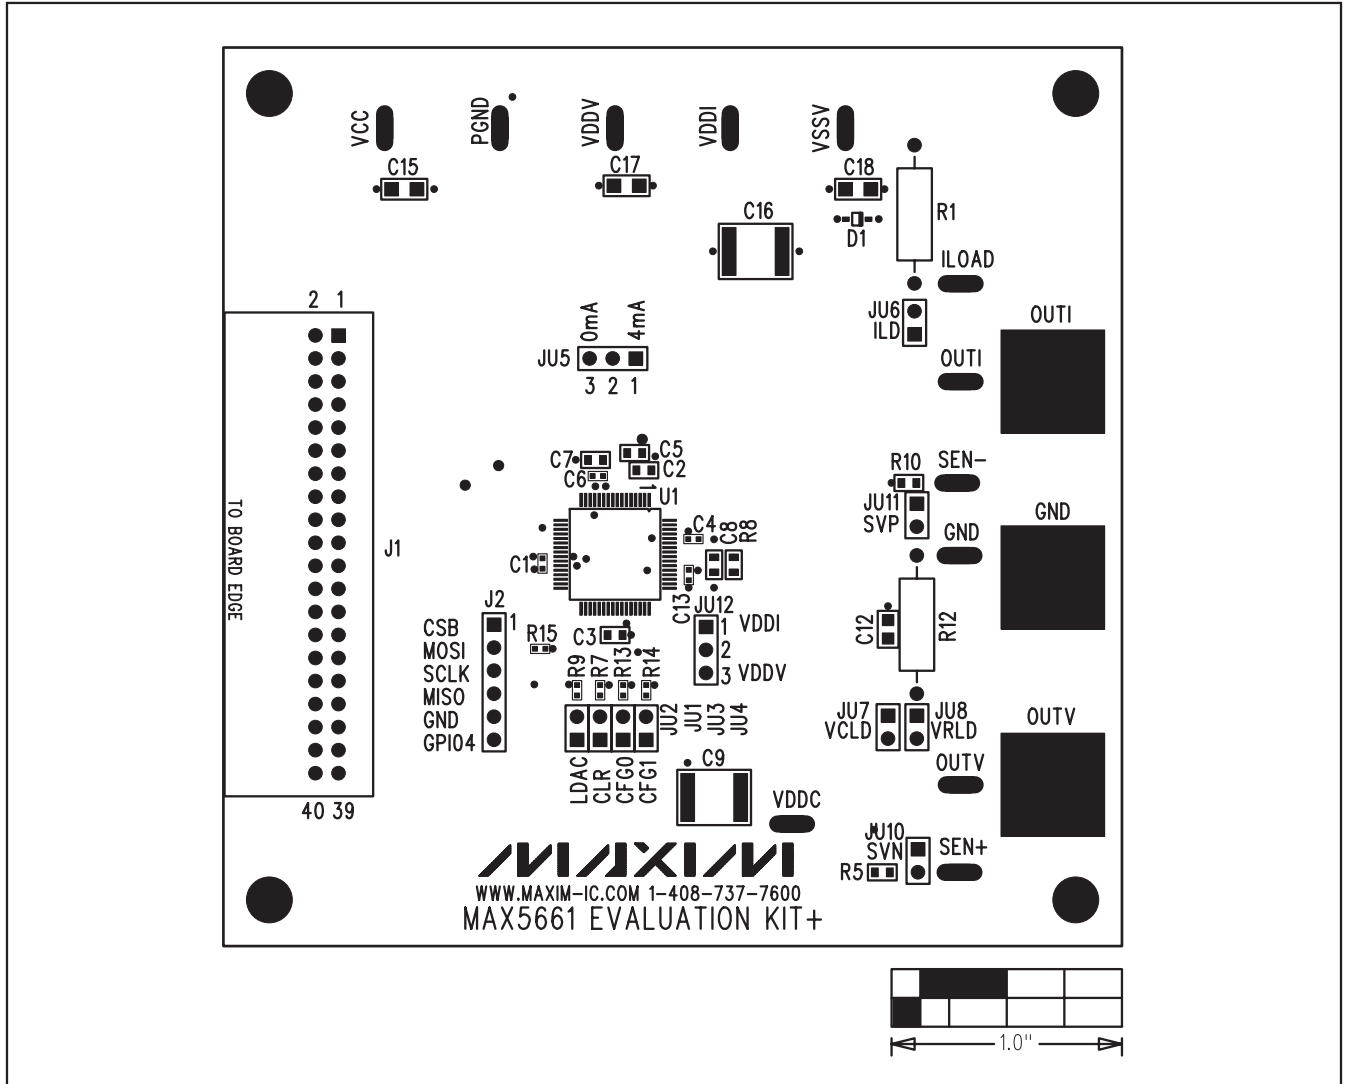 VCC
PGND
VDDV
VDDI
VSSV
C15
C17
C18
C16
D1
R1
ILOAD
2 1
0mA
4mA
JU6
ILD
OUTI
JU5
3 2 1
OUTI
C7
C5
C6
C2
1
U1
R10
SEN-
JU11
SVP
GND
GND
TO BOARD EDGE
J1
C4
C8
R8
C1
C13
JU12
1 VDDI
2
3 VDDV
J2
1
CSB
MOSI
SCLK
MISO
GND
GPIO4
R15
C3
R9
R7
R13
R14
C12
R12
JU2
JU1
JU3
JU4
JU7
VCLD
JU8
VRLD
OUTV
OUTV
LDAC
CLR
CFG0
CFG1
C9
VDDC
40 39
JU10
SVN
SEN+
R5
MAXIM
WWW.MAXIM-IC.COM 1-408-737-7600
MAX5661 EVALUATION KIT+
1.0"